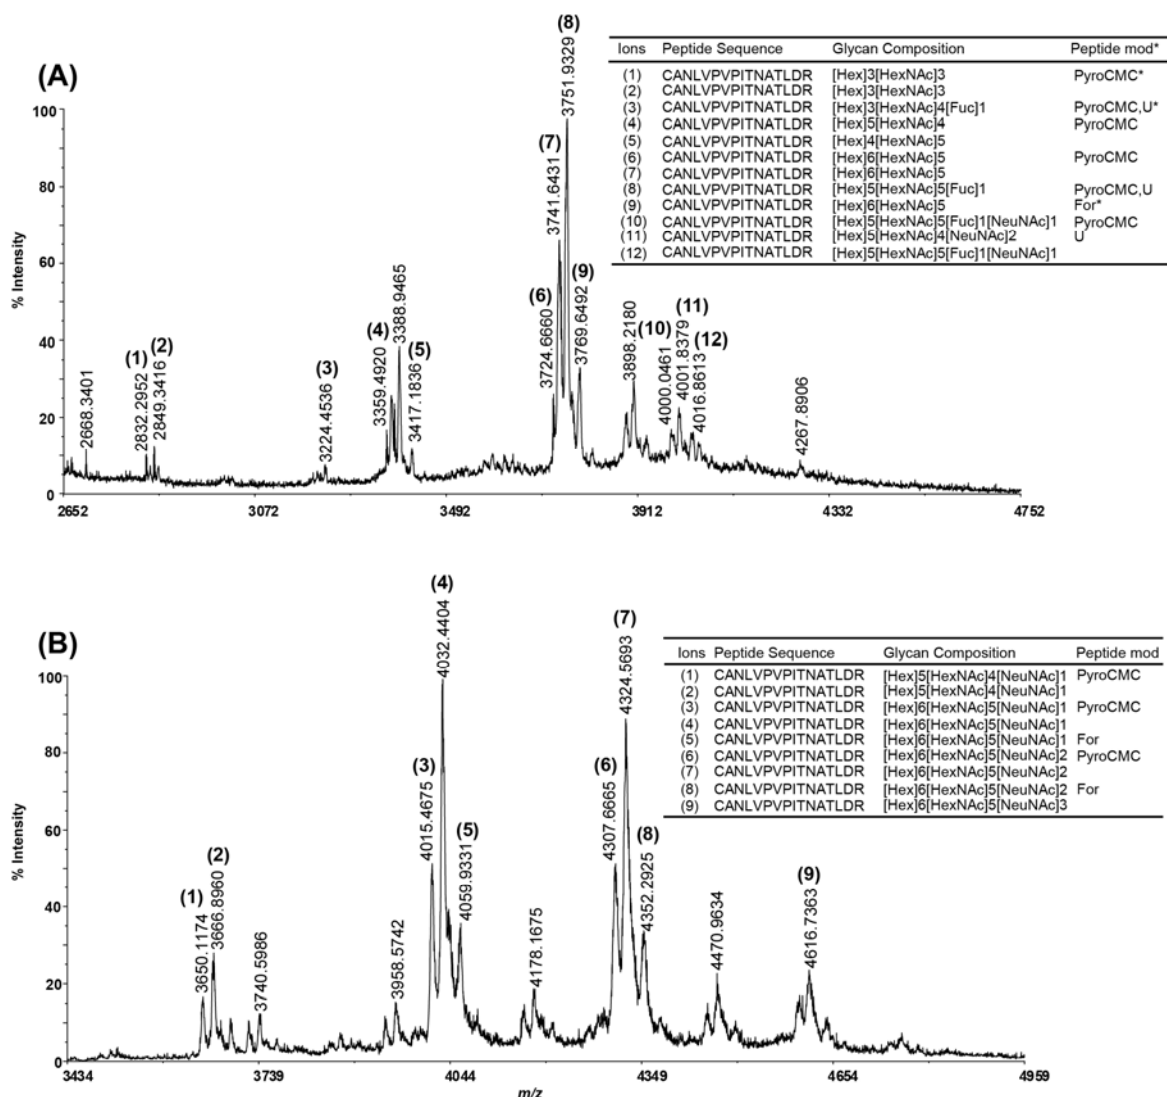 (A)
(8)
3751.9329
(7)
3741.6431
(6)
3724.6660
(9)
3769.6492
(4)
3359.4920
3388.9465
(5)
3417.1836
(3)
3224.4536
(1)
2832.2952
(2)
2849.3416
2668.3401
3898.2180
(10)
4000.0461
(11)
4001.8379
(12)
4016.8613
4267.8906
% Intensity
100
80
60
40
20
0
2652 3072 3492 3912 4332 4752
Ions Peptide Sequence Glycan Composition Peptide mod*
(1) CANLVPVPITNATLDR [Hex]3[HexNAc]3 PyroCMC*
(2) CANLVPVPITNATLDR [Hex]3[HexNAc]3
(3) CANLVPVPITNATLDR [Hex]3[HexNAc]4[Fuc]1 PyroCMC,U*
(4) CANLVPVPITNATLDR [Hex]5[HexNAc]4 PyroCMC
(5) CANLVPVPITNATLDR [Hex]4[HexNAc]5
(6) CANLVPVPITNATLDR [Hex]6[HexNAc]5 PyroCMC
(7) CANLVPVPITNATLDR [Hex]6[HexNAc]5
(8) CANLVPVPITNATLDR [Hex]5[HexNAc]5[Fuc]1 PyroCMC,U
(9) CANLVPVPITNATLDR [Hex]6[HexNAc]5 For*
(10) CANLVPVPITNATLDR [Hex]5[HexNAc]5[Fuc]1[NeuNAc]1 PyroCMC
(11) CANLVPVPITNATLDR [Hex]5[HexNAc]4[NeuNAc]2 U
(12) CANLVPVPITNATLDR [Hex]5[HexNAc]5[Fuc]1[NeuNAc]1
(B)
(4)
4032.4404
(3)
4015.4675
(5)
4059.9331
(7)
4324.5693
(6)
4307.6665
(8)
4352.2925
(2)
3666.8960
(1)
3650.1174
3740.5986
3958.5742
4178.1675
4470.9634
(9)
4616.7363
% Intensity
100
80
60
40
20
0
3434 3739 4044 4349 4654 4959
m/z
Ions Peptide Sequence Glycan Composition Peptide mod
(1) CANLVPVPITNATLDR [Hex]5[HexNAc]4[NeuNAc]1 PyroCMC
(2) CANLVPVPITNATLDR [Hex]5[HexNAc]4[NeuNAc]1
(3) CANLVPVPITNATLDR [Hex]6[HexNAc]5[NeuNAc]1 PyroCMC
(4) CANLVPVPITNATLDR [Hex]6[HexNAc]5[NeuNAc]1
(5) CANLVPVPITNATLDR [Hex]6[HexNAc]5[NeuNAc]1 For
(6) CANLVPVPITNATLDR [Hex]6[HexNAc]5[NeuNAc]2 PyroCMC
(7) CANLVPVPITNATLDR [Hex]6[HexNAc]5[NeuNAc]2
(8) CANLVPVPITNATLDR [Hex]6[HexNAc]5[NeuNAc]2 For
(9) CANLVPVPITNATLDR [Hex]6[HexNAc]5[NeuNAc]3